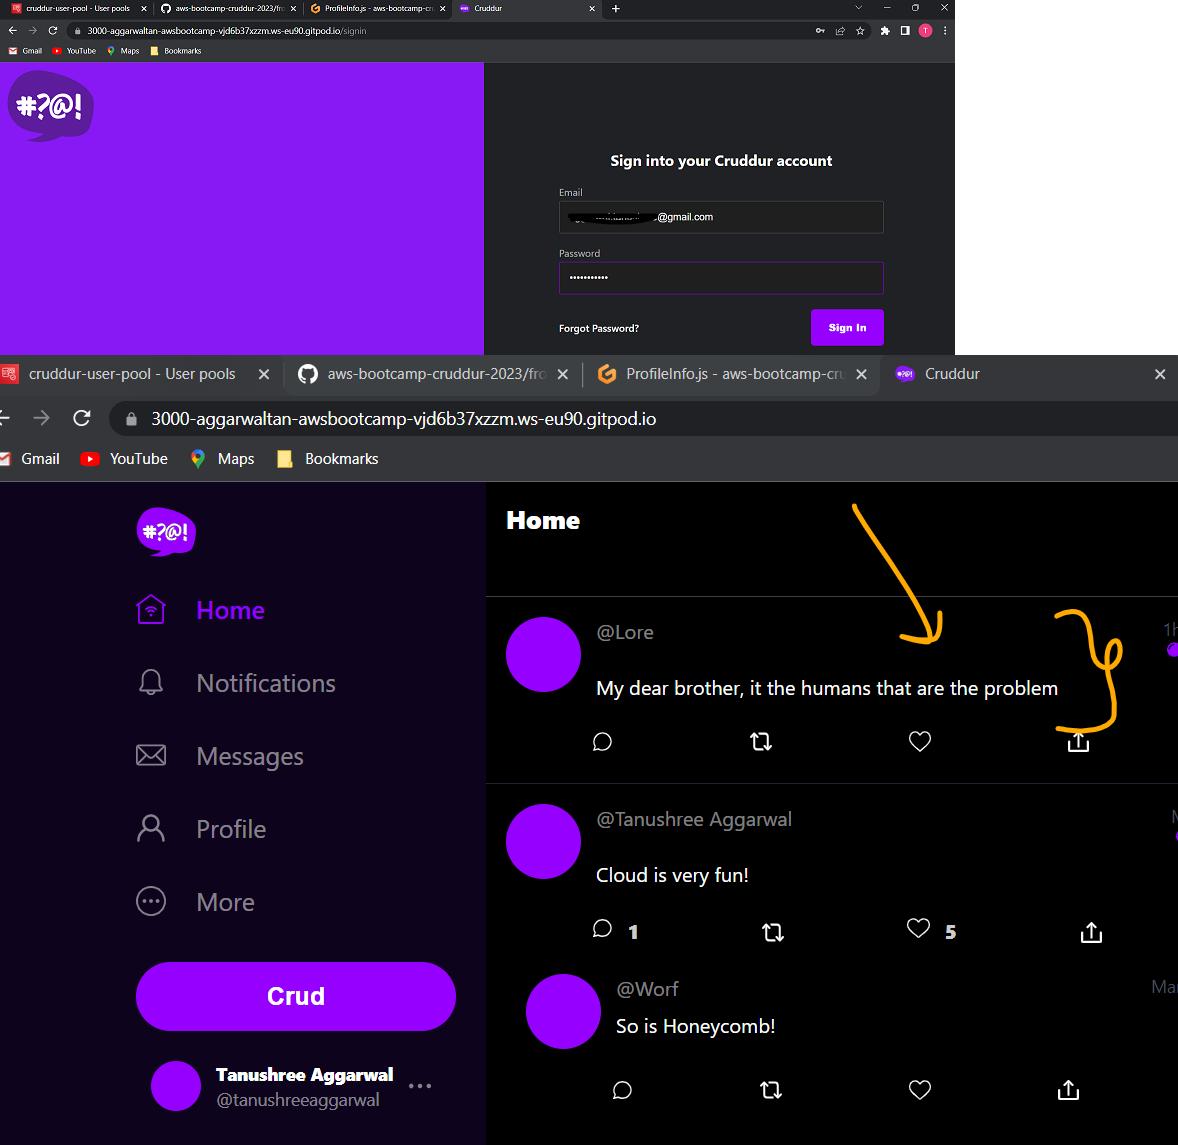 cruddur-user-pool - User pools
aws-bootcamp-cruddur-2023/fro
ProfileInfo.js - aws-bootcamp-cr
Cruddur
3000-aggarwaltan-awsbootcamp-vjd6b37xzzm.ws-eu90.gitpod.io/signin
T
Gmail
YouTube
Maps
Bookmarks
#?@!
Sign into your Cruddur account
Email
@gmail.com
Password
•••••••••••
Forgot Password?
Sign In
cruddur-user-pool - User pools
aws-bootcamp-cruddur-2023/fro
ProfileInfo.js - aws-bootcamp-cru
Cruddur
3000-aggarwaltan-awsbootcamp-vjd6b37xzzm.ws-eu90.gitpod.io
Gmail
YouTube
Maps
Bookmarks
#?@!
Home
Notifications
Messages
Profile
More
Crud
Tanushree Aggarwal
@tanushreeaggarwal
Home
@Lore
1h
My dear brother, it the humans that are the problem
@Tanushree Aggarwal
Cloud is very fun!
1
5
@Worf
Mar
So is Honeycomb!